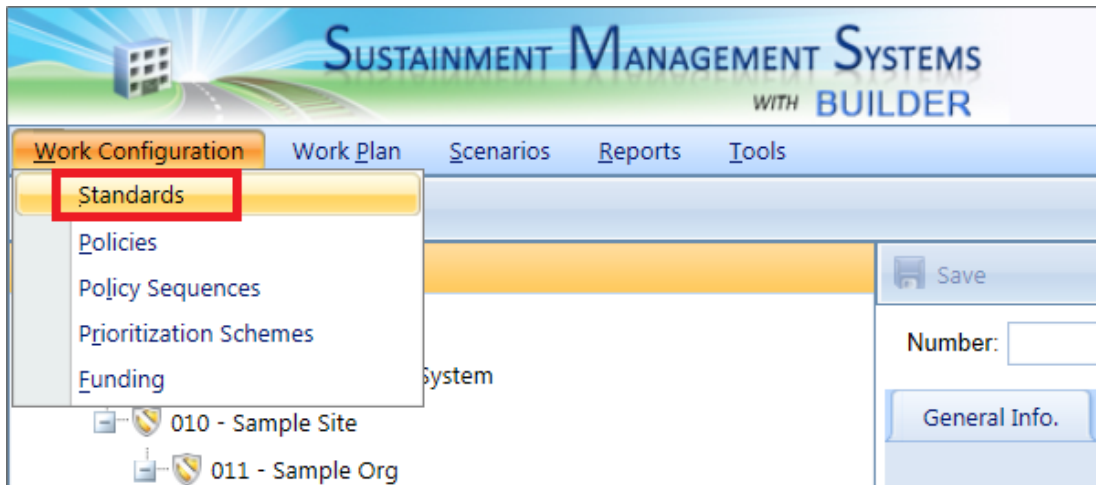 SUSTAINMENT MANAGEMENT SYSTEMS
WITH BUILDER
Work Configuration Work Plan Scenarios Reports Tools
Standards
Policies
Policy Sequences
Prioritization Schemes
Funding
Save
Number:
System
General Info.
010 - Sample Site
011 - Sample Org